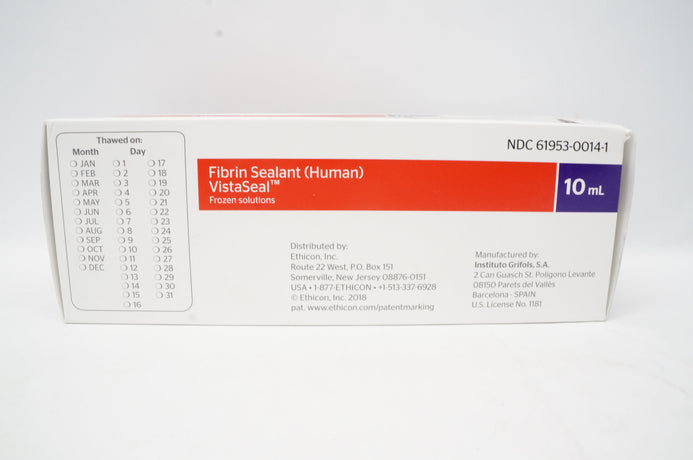 Thawed on:
Month Day
○ JAN ○ 1 ○ 17
○ FEB ○ 2 ○ 18
○ MAR ○ 3 ○ 19
○ APR ○ 4 ○ 20
○ MAY ○ 5 ○ 21
○ JUN ○ 6 ○ 22
○ JUL ○ 7 ○ 23
○ AUG ○ 8 ○ 24
○ SEP ○ 9 ○ 25
○ OCT ○ 10 ○ 26
○ NOV ○ 11 ○ 27
○ DEC ○ 12 ○ 28
○ 13 ○ 29
○ 14 ○ 30
○ 15 ○ 31
○ 16
NDC 61953-0014-1
Fibrin Sealant (Human)
VistaSeal™
Frozen solutions
10 mL
Distributed by:
Ethicon, Inc.
Route 22 West, P.O. Box 151
Somerville, New Jersey 08876-0151
USA • 1-877-ETHICON • +1-513-337-6928
© Ethicon, Inc. 2018
pat. www.ethicon.com/patentmarking
Manufactured by:
Instituto Grifols, S.A.
2 Can Guasch St. Polígono Levante
08150 Parets del Vallès
Barcelona - SPAIN
U.S. License No. 1181